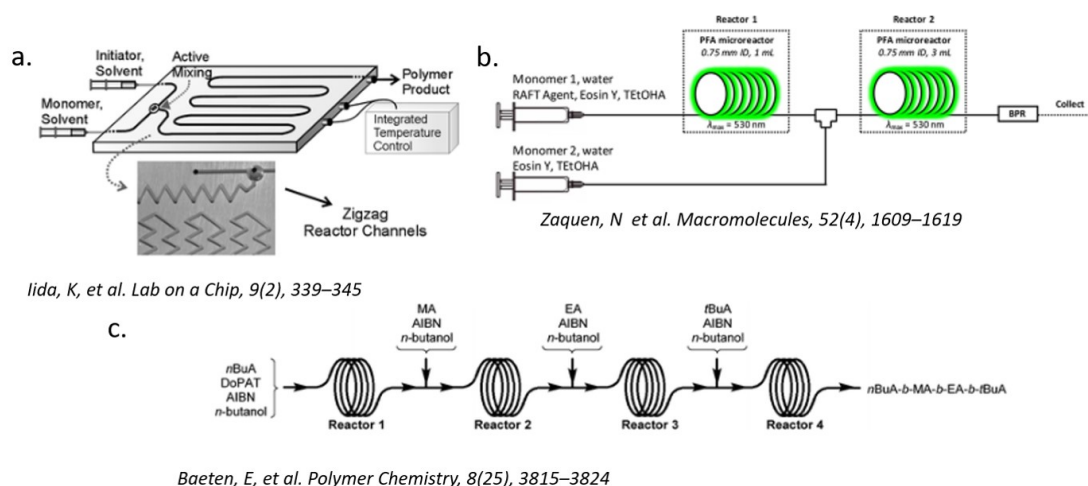 a.
Initiator,
Solvent
Active
Mixing
Monomer,
Solvent
Polymer
Product
Integrated
Temperature
Control
Zigzag
Reactor Channels
Iida, K, et al. Lab on a Chip, 9(2), 339–345
b.
Reactor 1
PFA microreactor
0.75 mm ID, 1 mL
λmax = 530 nm
Reactor 2
PFA microreactor
0.75 mm ID, 3 mL
λmax = 530 nm
Monomer 1, water
RAFT Agent, Eosin Y, TEtOHA
Monomer 2, water
Eosin Y, TEtOHA
BPR
Collect
Zaquen, N et al. Macromolecules, 52(4), 1609–1619
c.
nBuA
DoPAT
AIBN
n-butanol
MA
AIBN
n-butanol
EA
AIBN
n-butanol
tBuA
AIBN
n-butanol
Reactor 1
Reactor 2
Reactor 3
Reactor 4
nBuA-b-MA-b-EA-b-tBuA
Baeten, E, et al. Polymer Chemistry, 8(25), 3815–3824